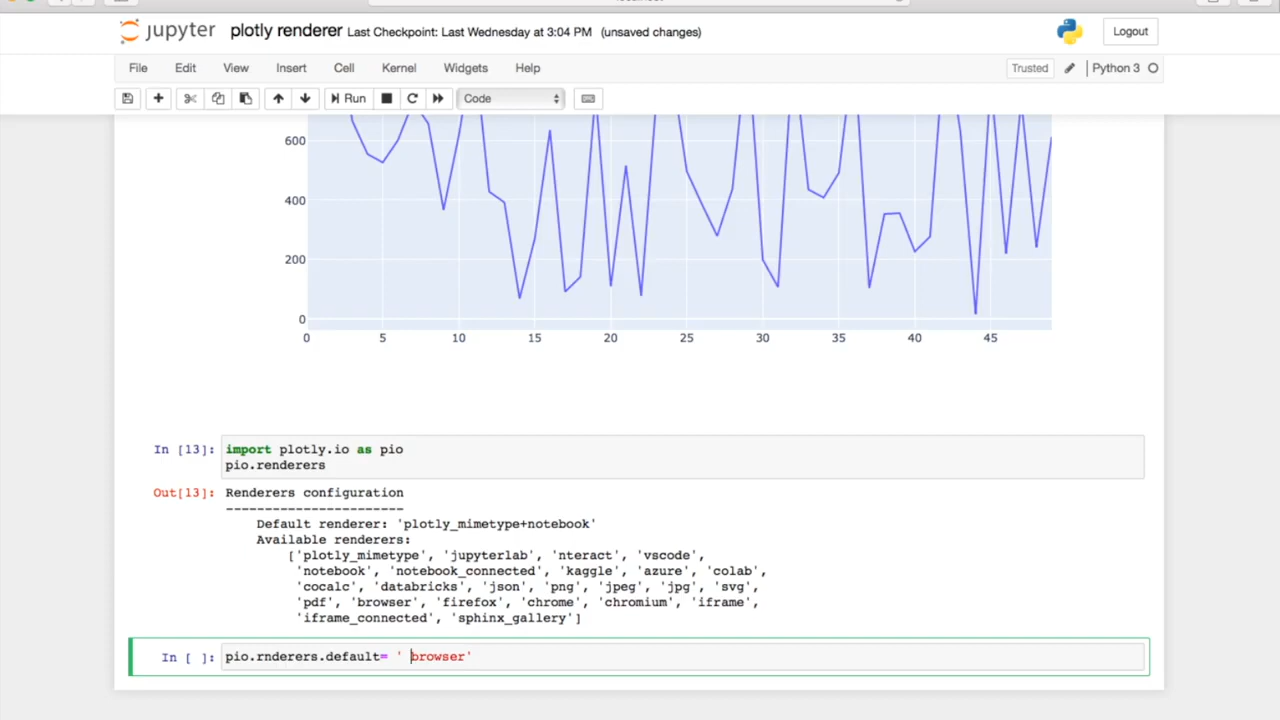 jupyter plotly renderer Last Checkpoint: Last Wednesday at 3:04 PM (unsaved changes) Logout
File Edit View Insert Cell Kernel Widgets Help Trusted Python 3
Run Code
600
400
200
0
0 5 10 15 20 25 30 35 40 45
In [13]: import plotly.io as pio
pio.renderers
Out[13]: Renderers configuration
-----------------------
Default renderer: 'plotly_mimetype+notebook'
Available renderers:
['plotly_mimetype', 'jupyterlab', 'nteract', 'vscode',
'notebook', 'notebook_connected', 'kaggle', 'azure', 'colab',
'cocalc', 'databricks', 'json', 'png', 'jpeg', 'jpg', 'svg',
'pdf', 'browser', 'firefox', 'chrome', 'chromium', 'iframe',
'iframe_connected', 'sphinx_gallery']
In [ ]: pio.rnderers.default= ' browser'